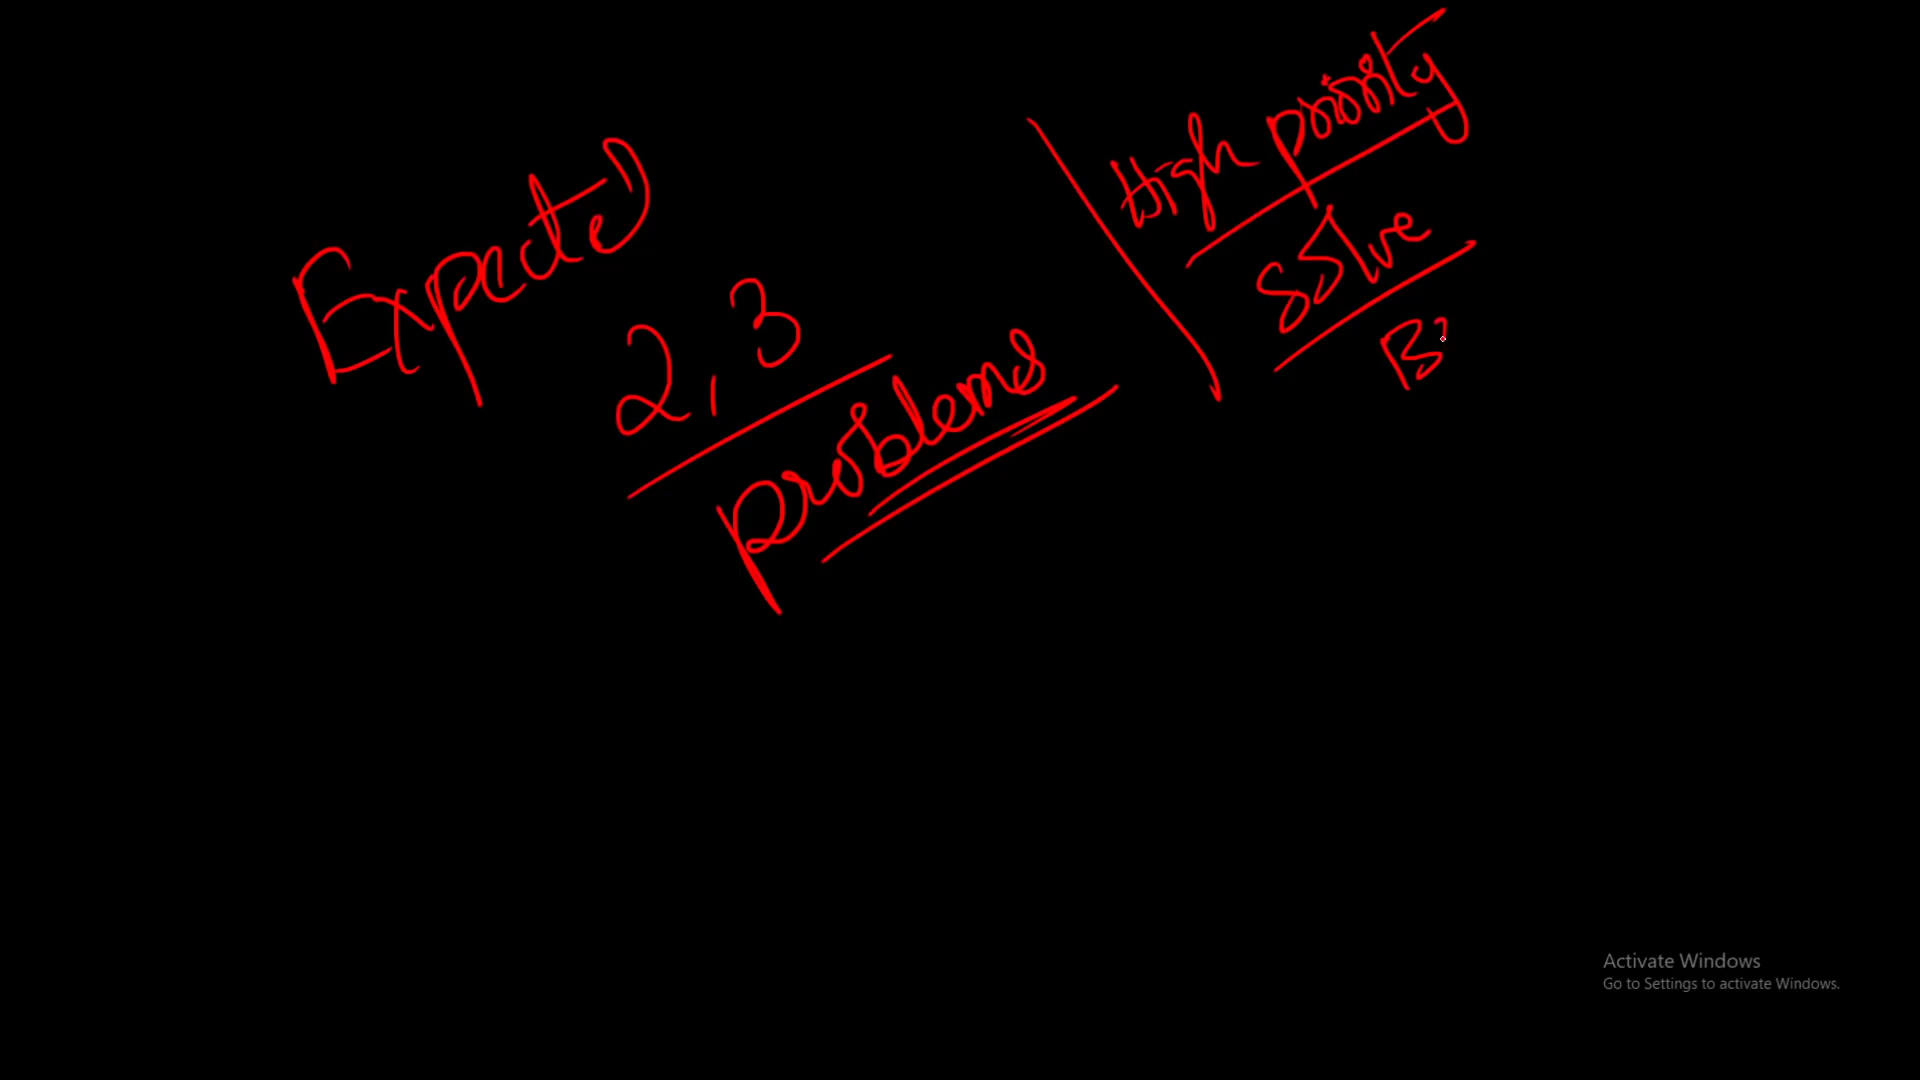 Expected
2, 3
problems
High priority
solve
B
Activate Windows
Go to Settings to activate Windows.